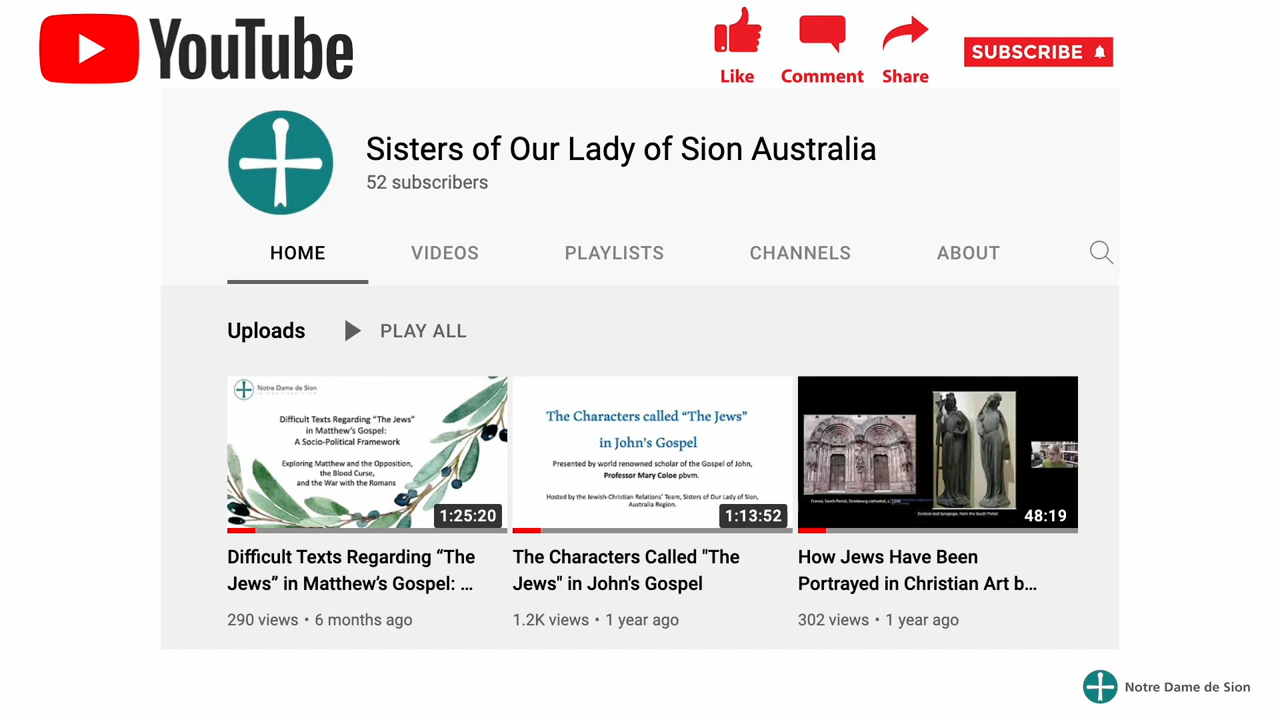 YouTube
Like
Comment
Share
SUBSCRIBE
Sisters of Our Lady of Sion Australia
52 subscribers
HOME
VIDEOS
PLAYLISTS
CHANNELS
ABOUT
Uploads
PLAY ALL
Notre Dame de Sion
Difficult Texts Regarding “The Jews”
in Matthew’s Gospel:
A Socio-Political Framework
Exploring Matthew and the Opposition,
the Blood Curse,
and the War with the Romans
1:25:20
Difficult Texts Regarding “The
Jews” in Matthew’s Gospel: ...
290 views • 6 months ago
The Characters called “The Jews”
in John’s Gospel
Presented by world renowned scholar of the Gospel of John,
Professor Mary Coloe pbvm.
Hosted by the Jewish-Christian Relations’ Team, Sisters of Our Lady of Sion,
Australia Region.
1:13:52
The Characters Called "The
Jews" in John's Gospel
1.2K views • 1 year ago
Ecclesia and Synagoga, from the South Portal
48:19
How Jews Have Been
Portrayed in Christian Art b...
302 views • 1 year ago
Notre Dame de Sion